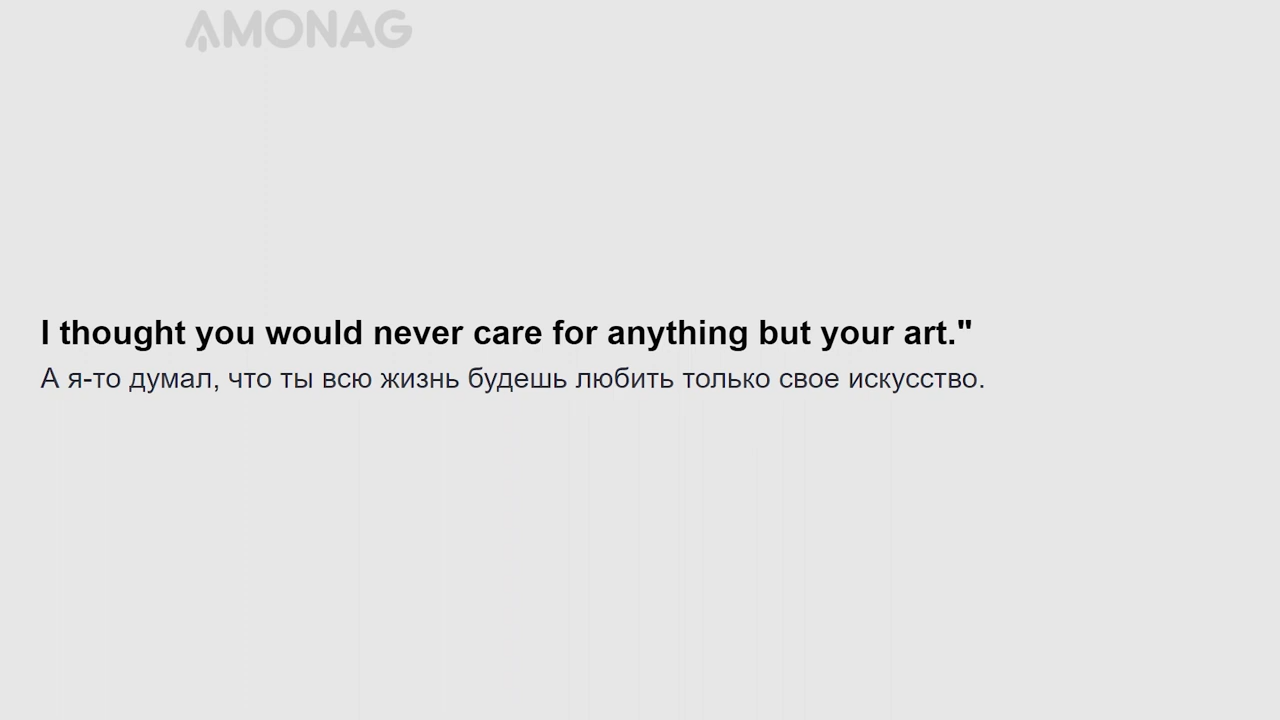 AMONAG
I thought you would never care for anything but your art."
А я-то думал, что ты всю жизнь будешь любить только свое искусство.